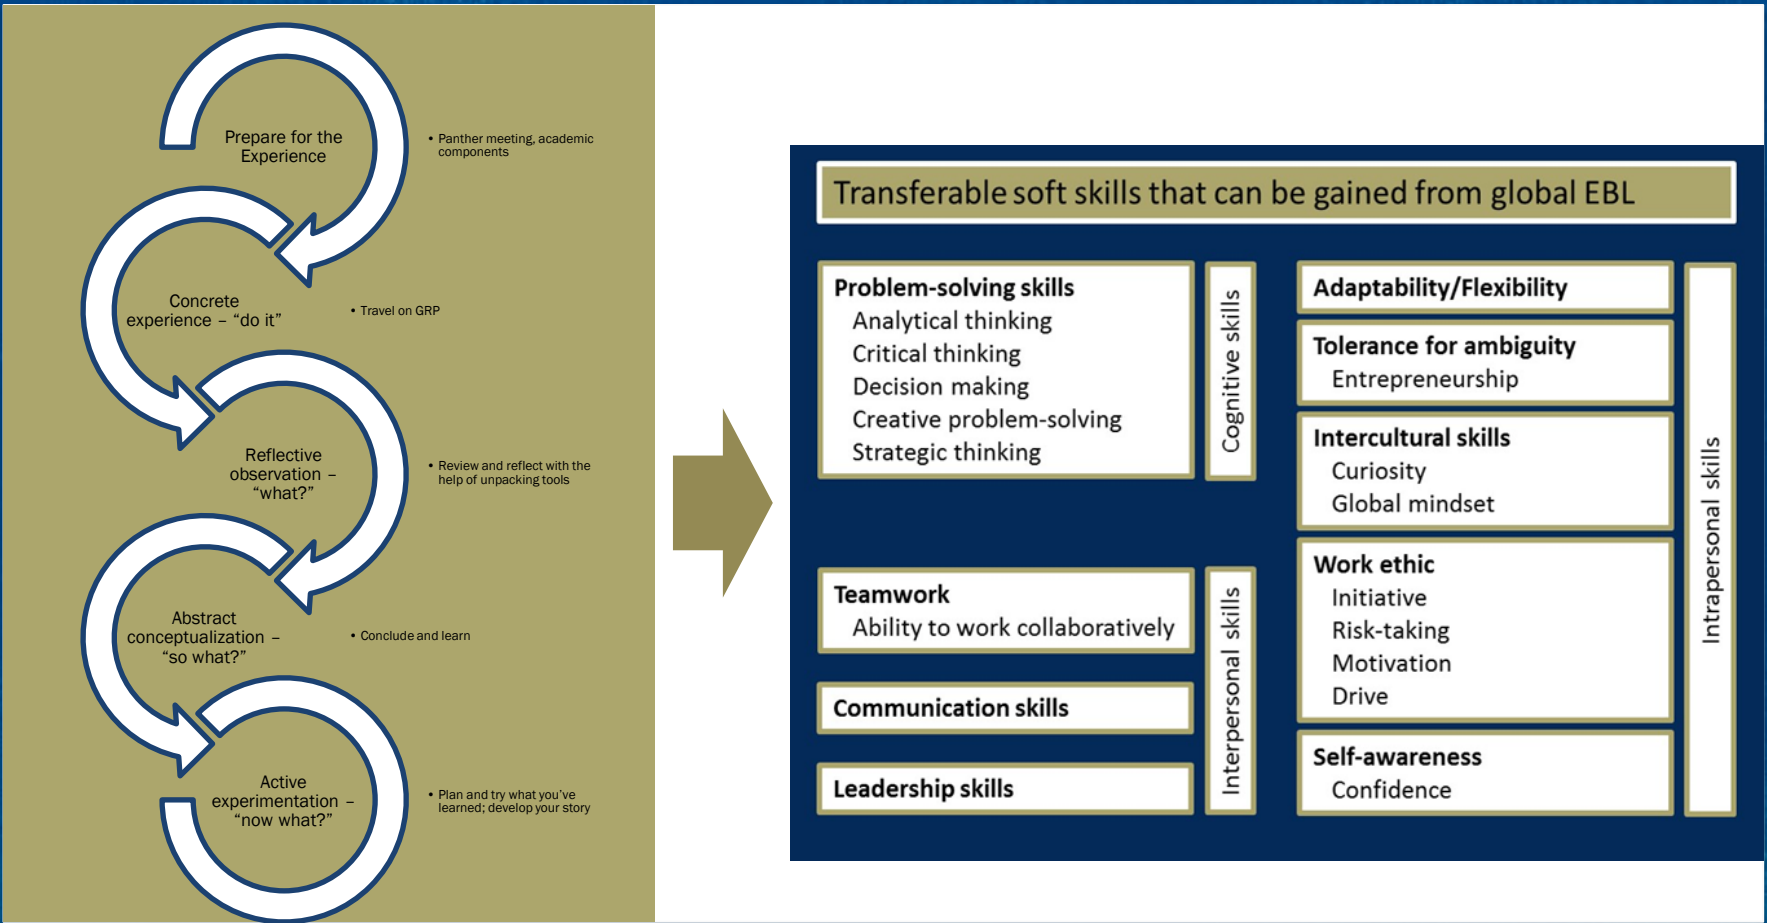 Prepare for the
Experience
• Panther meeting, academic
components
Concrete
experience – “do it”
• Travel on GRP
Reflective
observation –
“what?”
• Review and reflect with the
help of unpacking tools
Abstract
conceptualization –
“so what?”
• Conclude and learn
Active
experimentation –
“now what?”
• Plan and try what you’ve
learned; develop your story
Transferable soft skills that can be gained from global EBL
Problem-solving skills
Analytical thinking
Critical thinking
Decision making
Creative problem-solving
Strategic thinking
Cognitive skills
Teamwork
Ability to work collaboratively
Communication skills
Leadership skills
Interpersonal skills
Adaptability/Flexibility
Tolerance for ambiguity
Entrepreneurship
Intercultural skills
Curiosity
Global mindset
Work ethic
Initiative
Risk-taking
Motivation
Drive
Self-awareness
Confidence
Intrapersonal skills